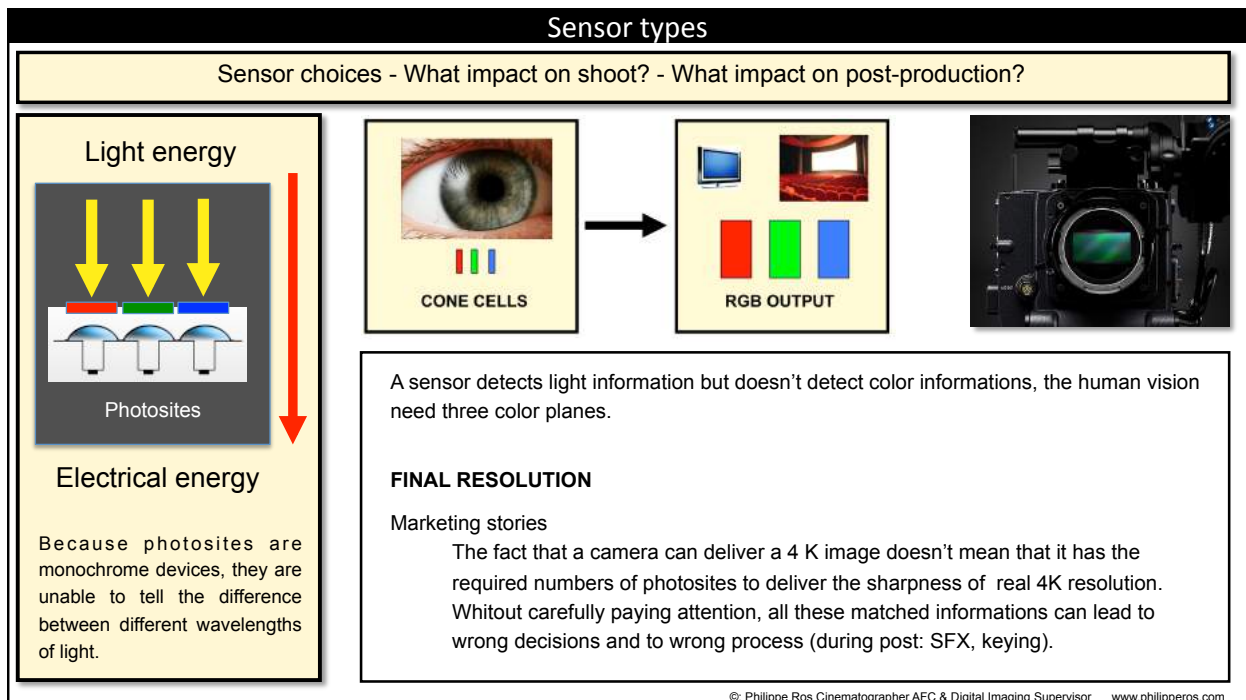 Sensor types
Sensor choices - What impact on shoot? - What impact on post-production?
Light energy
Photosites
Electrical energy
Because photosites are
monochrome devices, they are
unable to tell the difference
between different wavelengths
of light.
CONE CELLS
RGB OUTPUT
A sensor detects light information but doesn't detect color informations, the human vision
need three color planes.
FINAL RESOLUTION
Marketing stories
The fact that a camera can deliver a 4 K image doesn't mean that it has the
required numbers of photosites to deliver the sharpness of real 4K resolution.
Whitout carefully paying attention, all these matched informations can lead to
wrong decisions and to wrong process (during post: SFX, keying).
©: Philippe Ros Cinematographer AFC & Digital Imaging Supervisor www.philipperos.com